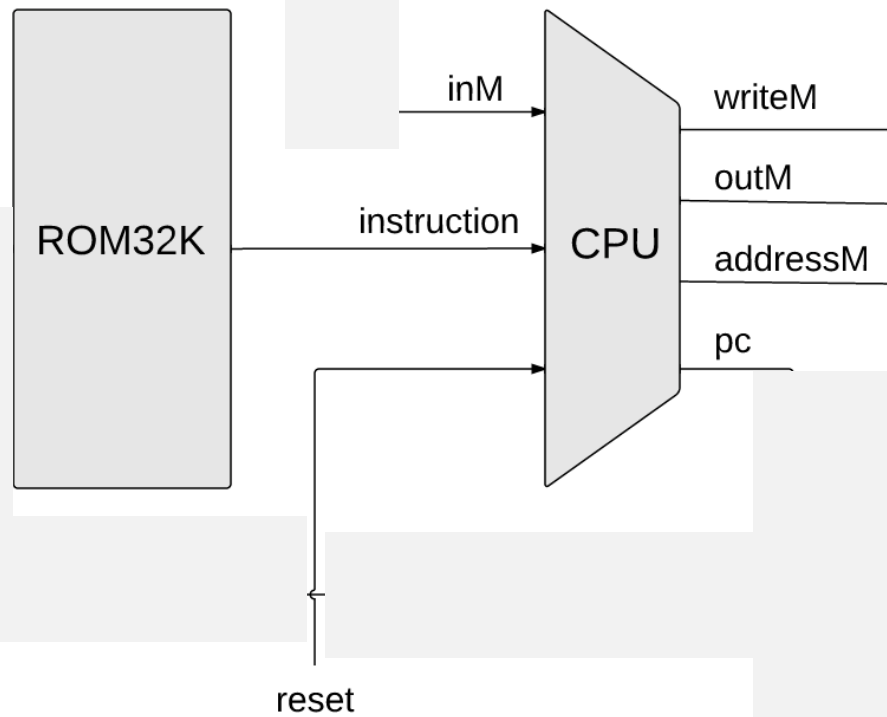 inM
writeM
outM
instruction
ROM32K
CPU
addressM
pc
reset